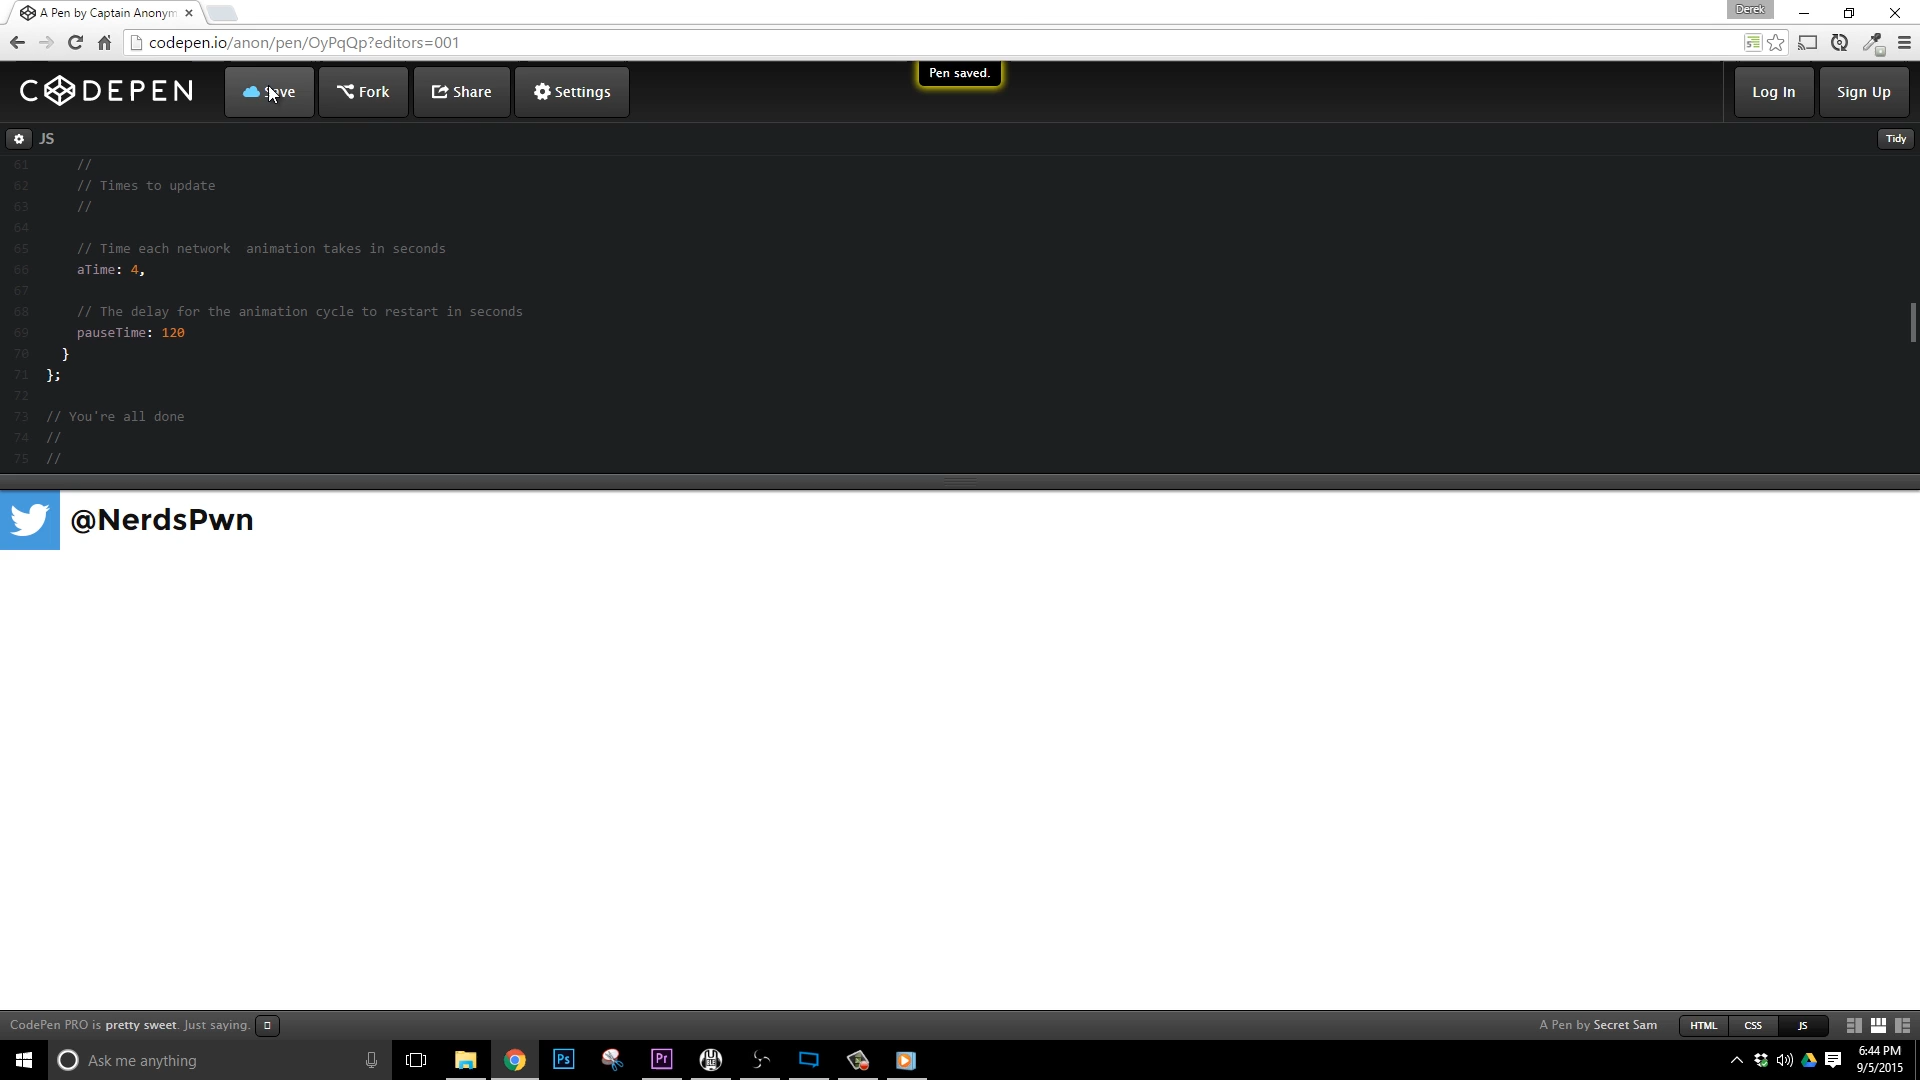 A Pen by Captain Anonym
Derek
codepen.io/anon/pen/OyPqQp?editors=001
CODEPEN
Save
Fork
Share
Settings
Pen saved.
Log In
Sign Up
JS
Tidy
61 //
62 // Times to update
63 //
64
65 // Time each network  animation takes in seconds
66 aTime: 4,
67
68 // The delay for the animation cycle to restart in seconds
69 pauseTime: 120
70 }
71 };
72
73 // You're all done
74 //
75 //
@NerdsPwn
CodePen PRO is pretty sweet. Just saying.
A Pen by Secret Sam
HTML
CSS
JS
Ask me anything
Ps
Pr
6:44 PM
9/5/2015